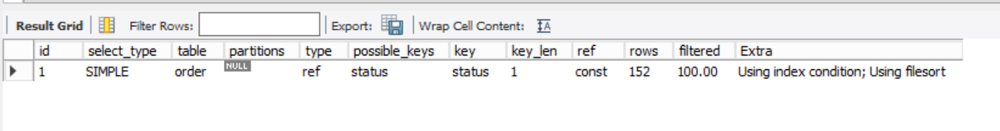 Result Grid Filter Rows: Export: Wrap Cell Content: IA
id select_type table partitions type possible_keys key key_len ref rows filtered Extra
1 SIMPLE order NULL ref status status 1 const 152 100.00 Using index condition; Using filesort